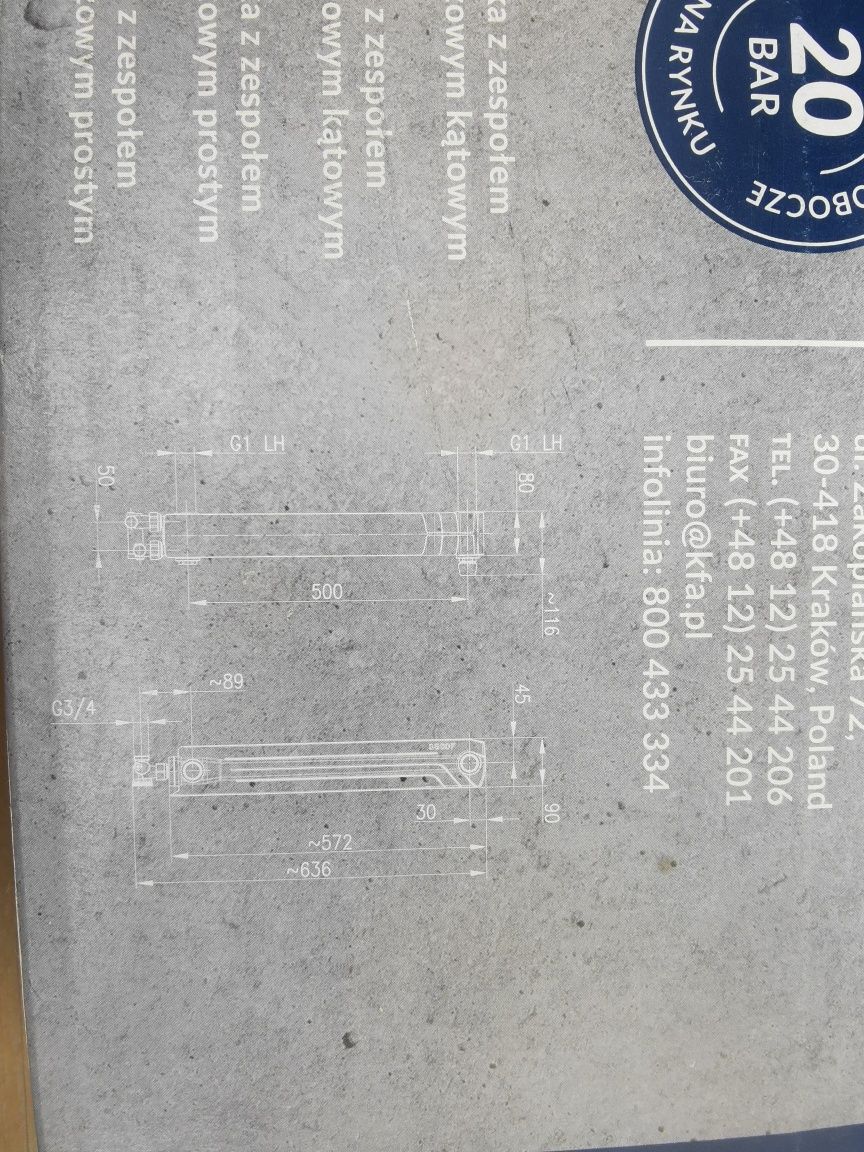 z zespołem
owym prostym
a z zespołem
owym prostym
z zespołem
owym kątowym
ka z zespołem
owym kątowym
NA RYNKU
20
BAR
OBOCZE
30-418 Kraków, Poland
TEL. (+48 12) 25 44 206
FAX (+48 12) 25 44 201
biuro@kfa.pl
infolinia: 800 433 334
G1 LH
G1 LH
50
80
500
~116
~89
G3/4
45
30
90
~572
~636